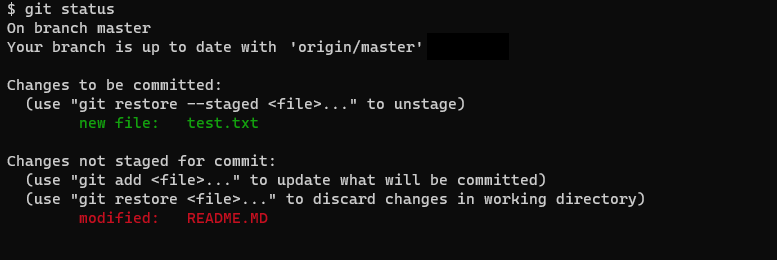 $ git status
On branch master
Your branch is up to date with 'origin/master'
Changes to be committed:
(use "git restore --staged <file>..." to unstage)
new file: test.txt
Changes not staged for commit:
(use "git add <file>..." to update what will be committed)
(use "git restore <file>..." to discard changes in working directory)
modified: README.MD